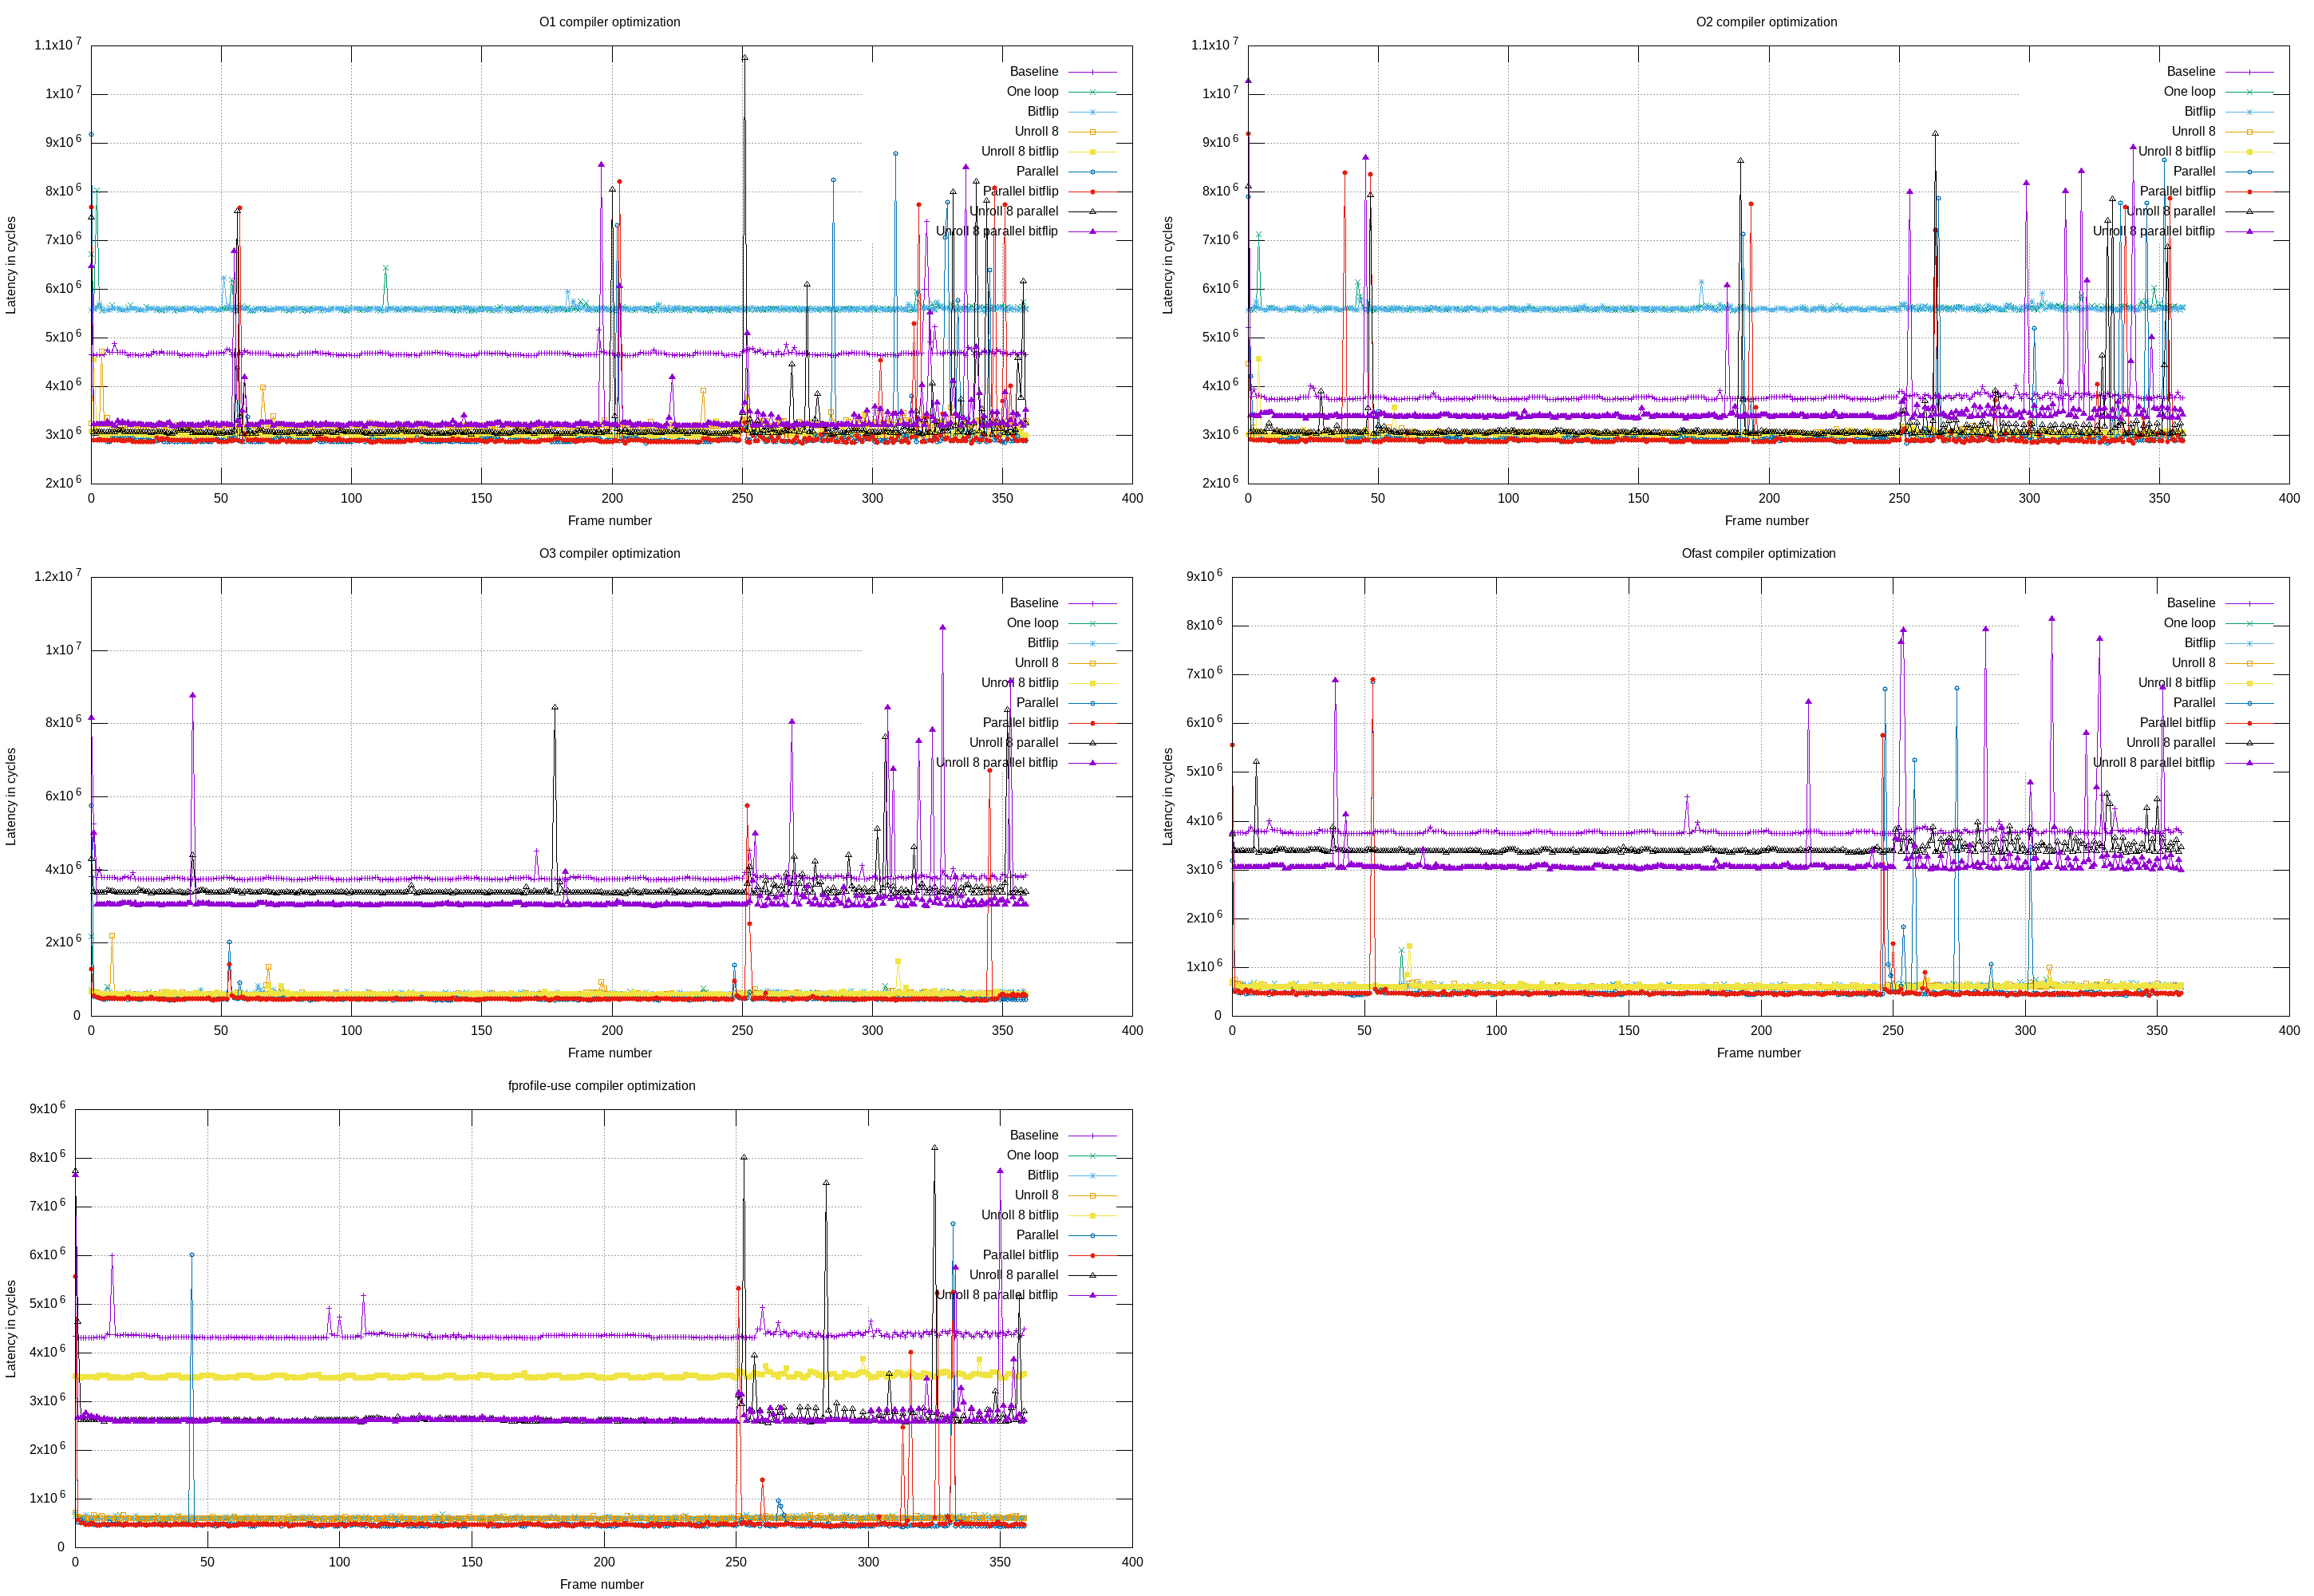 O1 compiler optimization
1.1x10^7
1x10^7
9x10^6
8x10^6
7x10^6
6x10^6
5x10^6
4x10^6
3x10^6
2x10^6
Latency in cycles
0 50 100 150 200 250 300 350 400
Frame number
Baseline
One loop
Bitflip
Unroll 8
Unroll 8 bitflip
Parallel
Parallel bitflip
Unroll 8 parallel
Unroll 8 parallel bitflip
O2 compiler optimization
1.1x10^7
1x10^7
9x10^6
8x10^6
7x10^6
6x10^6
5x10^6
4x10^6
3x10^6
2x10^6
Latency in cycles
0 50 100 150 200 250 300 350 400
Frame number
Baseline
One loop
Bitflip
Unroll 8
Unroll 8 bitflip
Parallel
Parallel bitflip
Unroll 8 parallel
Unroll 8 parallel bitflip
O3 compiler optimization
1.2x10^7
1x10^7
8x10^6
6x10^6
4x10^6
2x10^6
0
Latency in cycles
0 50 100 150 200 250 300 350 400
Frame number
Baseline
One loop
Bitflip
Unroll 8
Unroll 8 bitflip
Parallel
Parallel bitflip
Unroll 8 parallel
Unroll 8 parallel bitflip
Ofast compiler optimization
9x10^6
8x10^6
7x10^6
6x10^6
5x10^6
4x10^6
3x10^6
2x10^6
1x10^6
0
Latency in cycles
0 50 100 150 200 250 300 350 400
Frame number
Baseline
One loop
Bitflip
Unroll 8
Unroll 8 bitflip
Parallel
Parallel bitflip
Unroll 8 parallel
Unroll 8 parallel bitflip
fprofile-use compiler optimization
9x10^6
8x10^6
7x10^6
6x10^6
5x10^6
4x10^6
3x10^6
2x10^6
1x10^6
0
Latency in cycles
0 50 100 150 200 250 300 350 400
Frame number
Baseline
One loop
Bitflip
Unroll 8
Unroll 8 bitflip
Parallel
Parallel bitflip
Unroll 8 parallel
Unroll 8 parallel bitflip